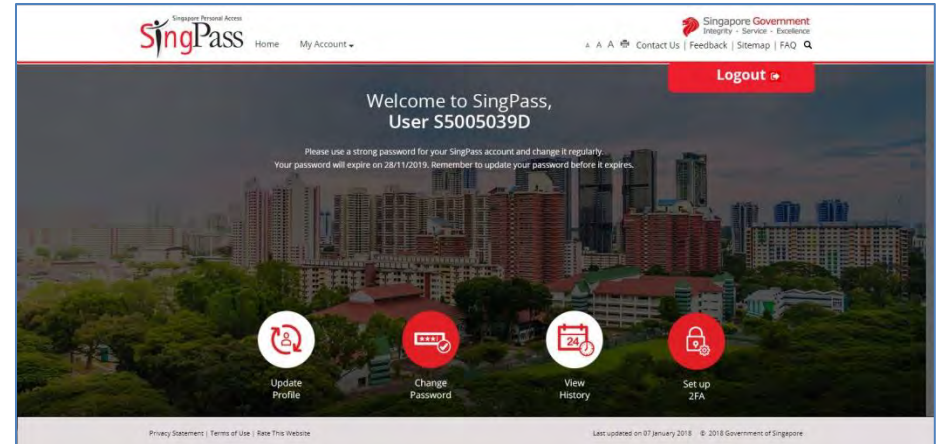 Singapore Personal Access
SingPass
Home My Account
Singapore Government
Integrity · Service · Excellence
A A A Contact Us | Feedback | Sitemap | FAQ
Logout
Welcome to SingPass,
User S5005039D
Please use a strong password for your SingPass account and change it regularly.
Your password will expire on 28/11/2019. Remember to update your password before it expires.
24
Update
Profile
Change
Password
View
History
Set up
2FA
Privacy Statement | Terms of Use | Rate This Website
Last updated on 07 January 2018 © 2018 Government of Singapore